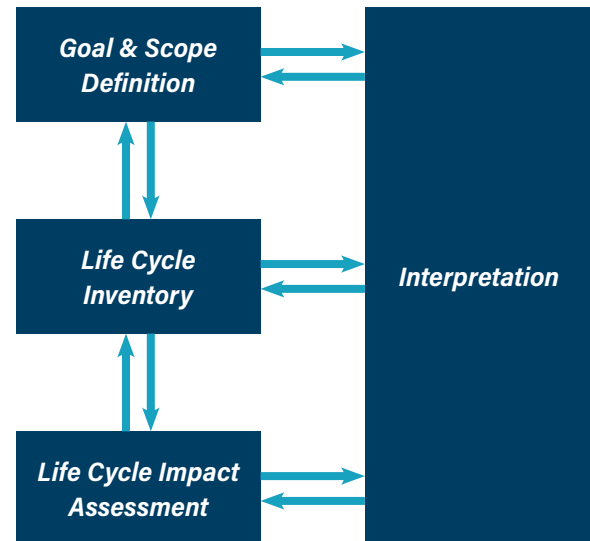 Goal & Scope
Definition
Life Cycle
Inventory
Interpretation
Life Cycle Impact
Assessment